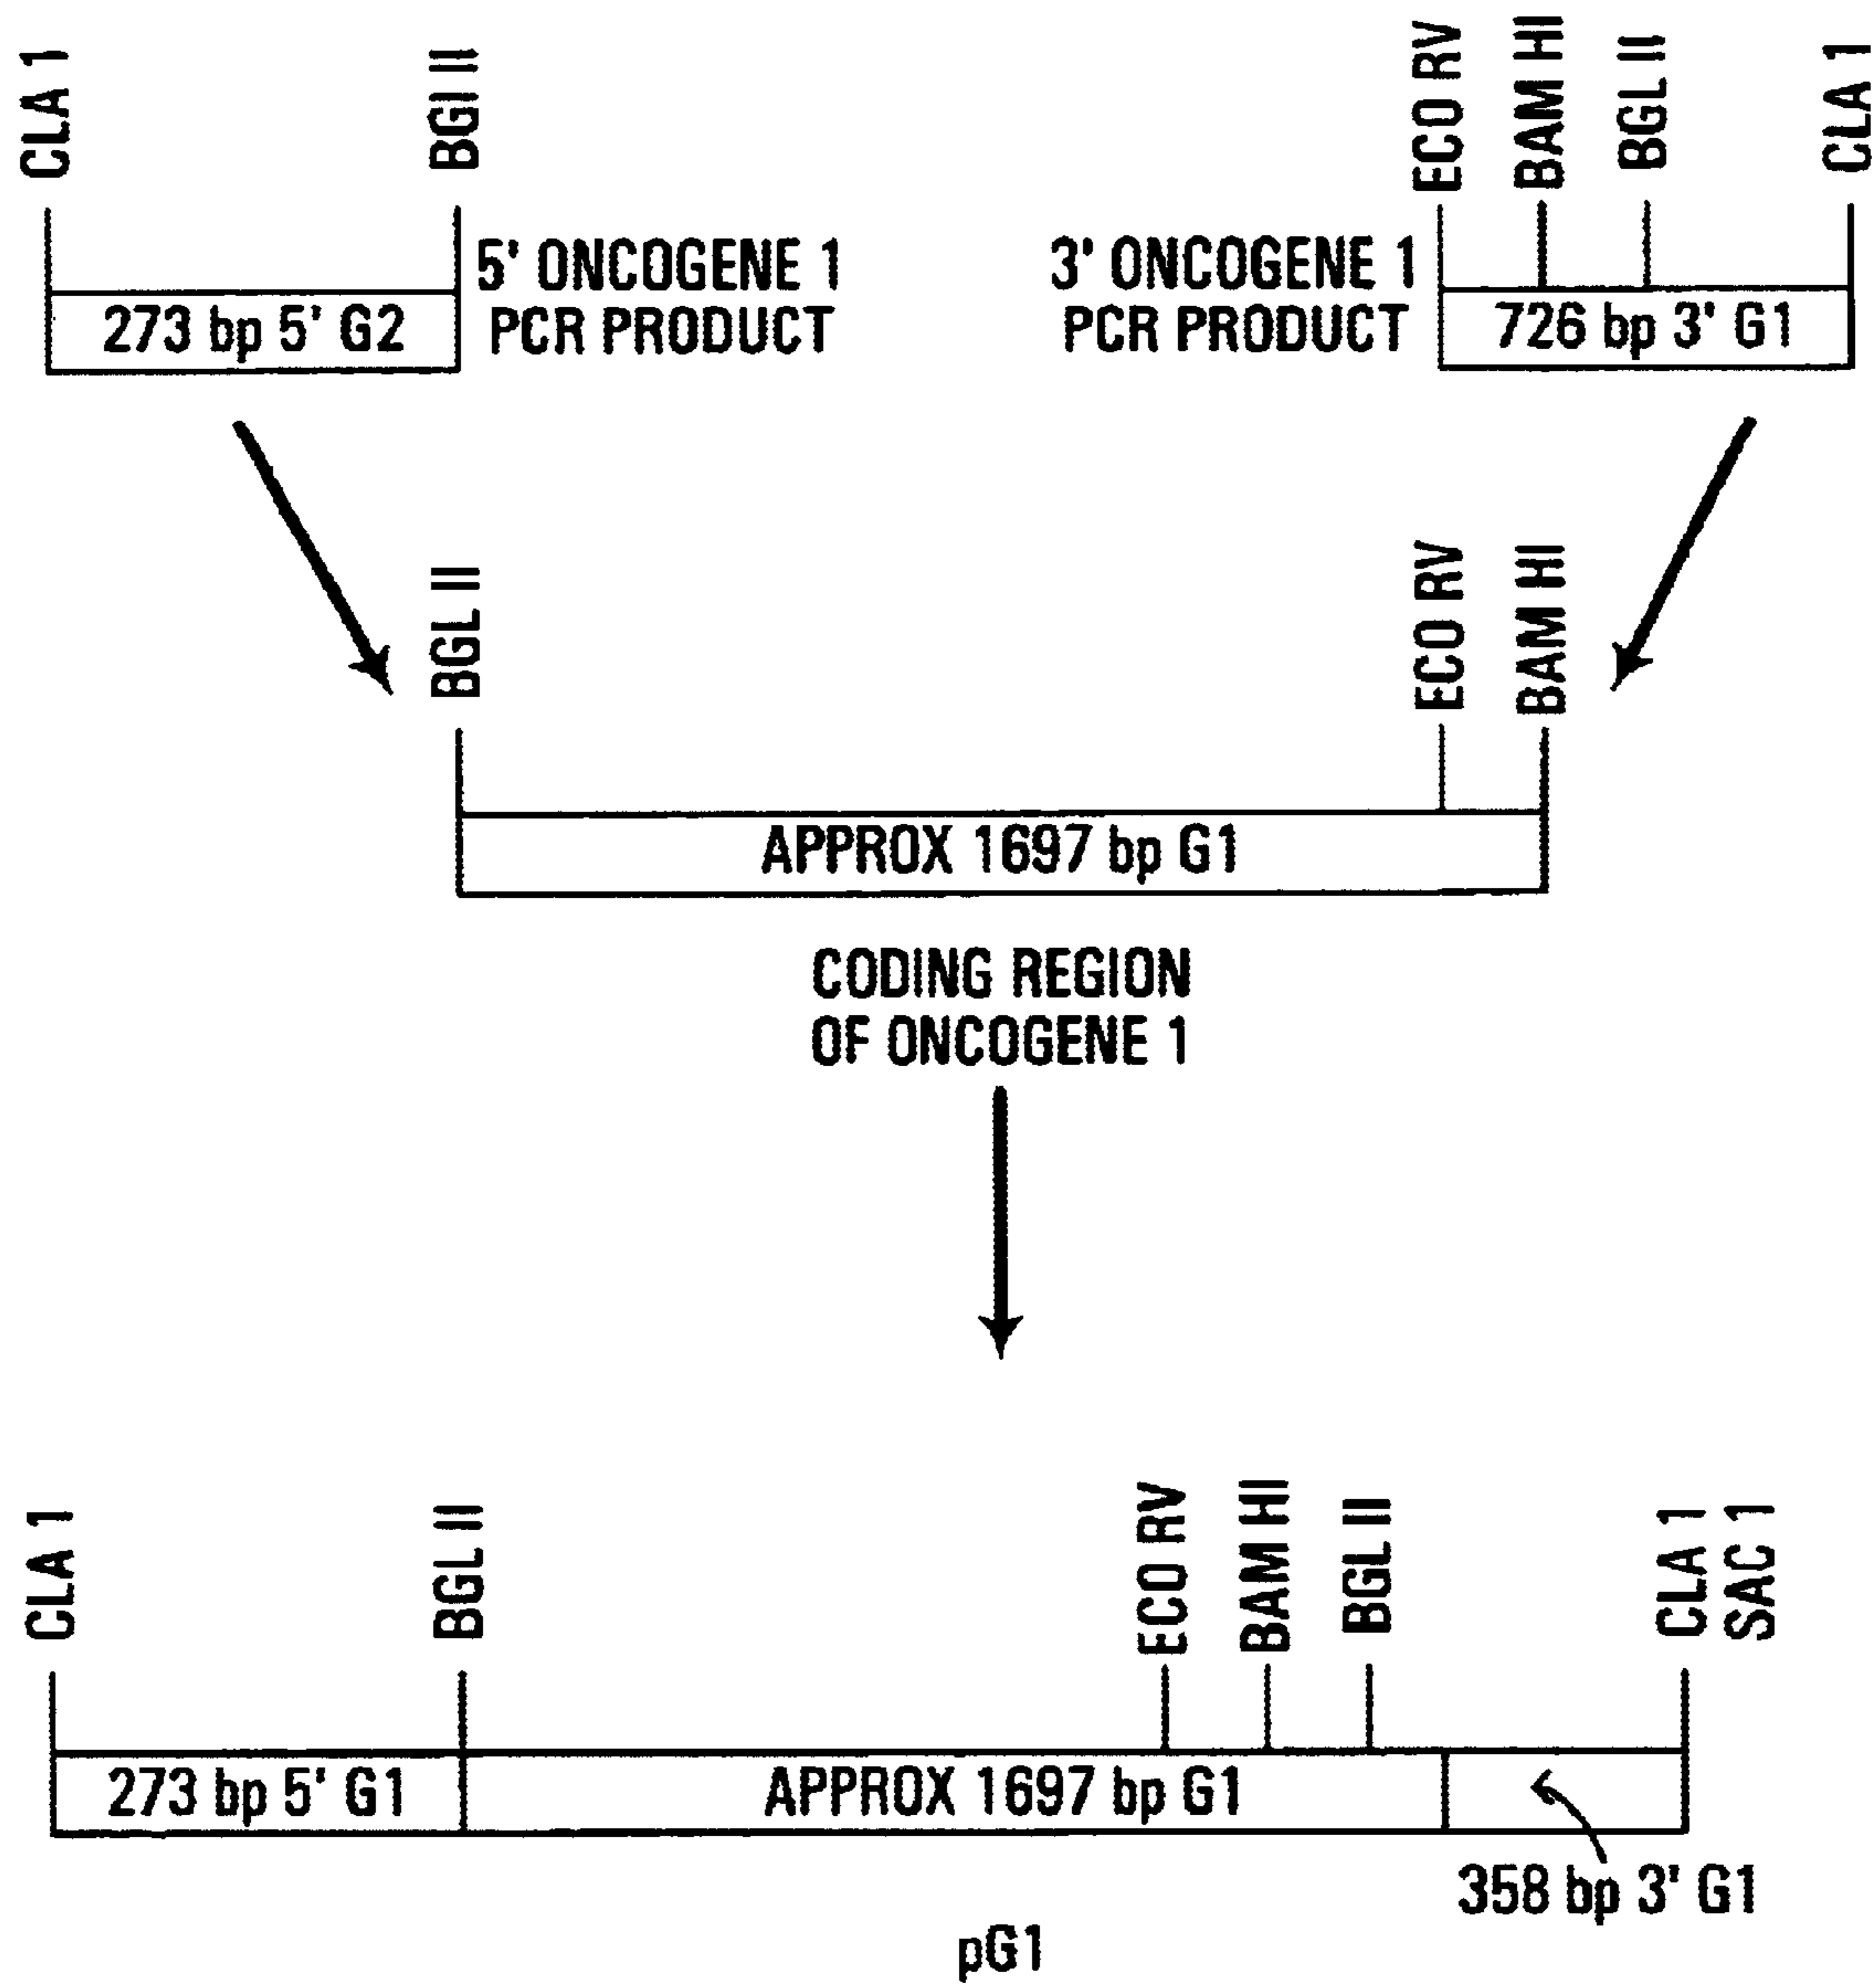 CLA 1
BGI II
ECO RV
BAM HI
BGL II
CLA 1
5' ONCOGENE 1
PCR PRODUCT
3' ONCOGENE 1
PCR PRODUCT
273 bp 5' G2
726 bp 3' G1
BGL II
ECO RV
BAM HI
APPROX 1697 bp G1
CODING REGION
OF ONCOGENE 1
CLA 1
BGL II
ECO RV
BAM HI
BGL II
CLA 1
SAC 1
273 bp 5' G1
APPROX 1697 bp G1
358 bp 3' G1
pG1